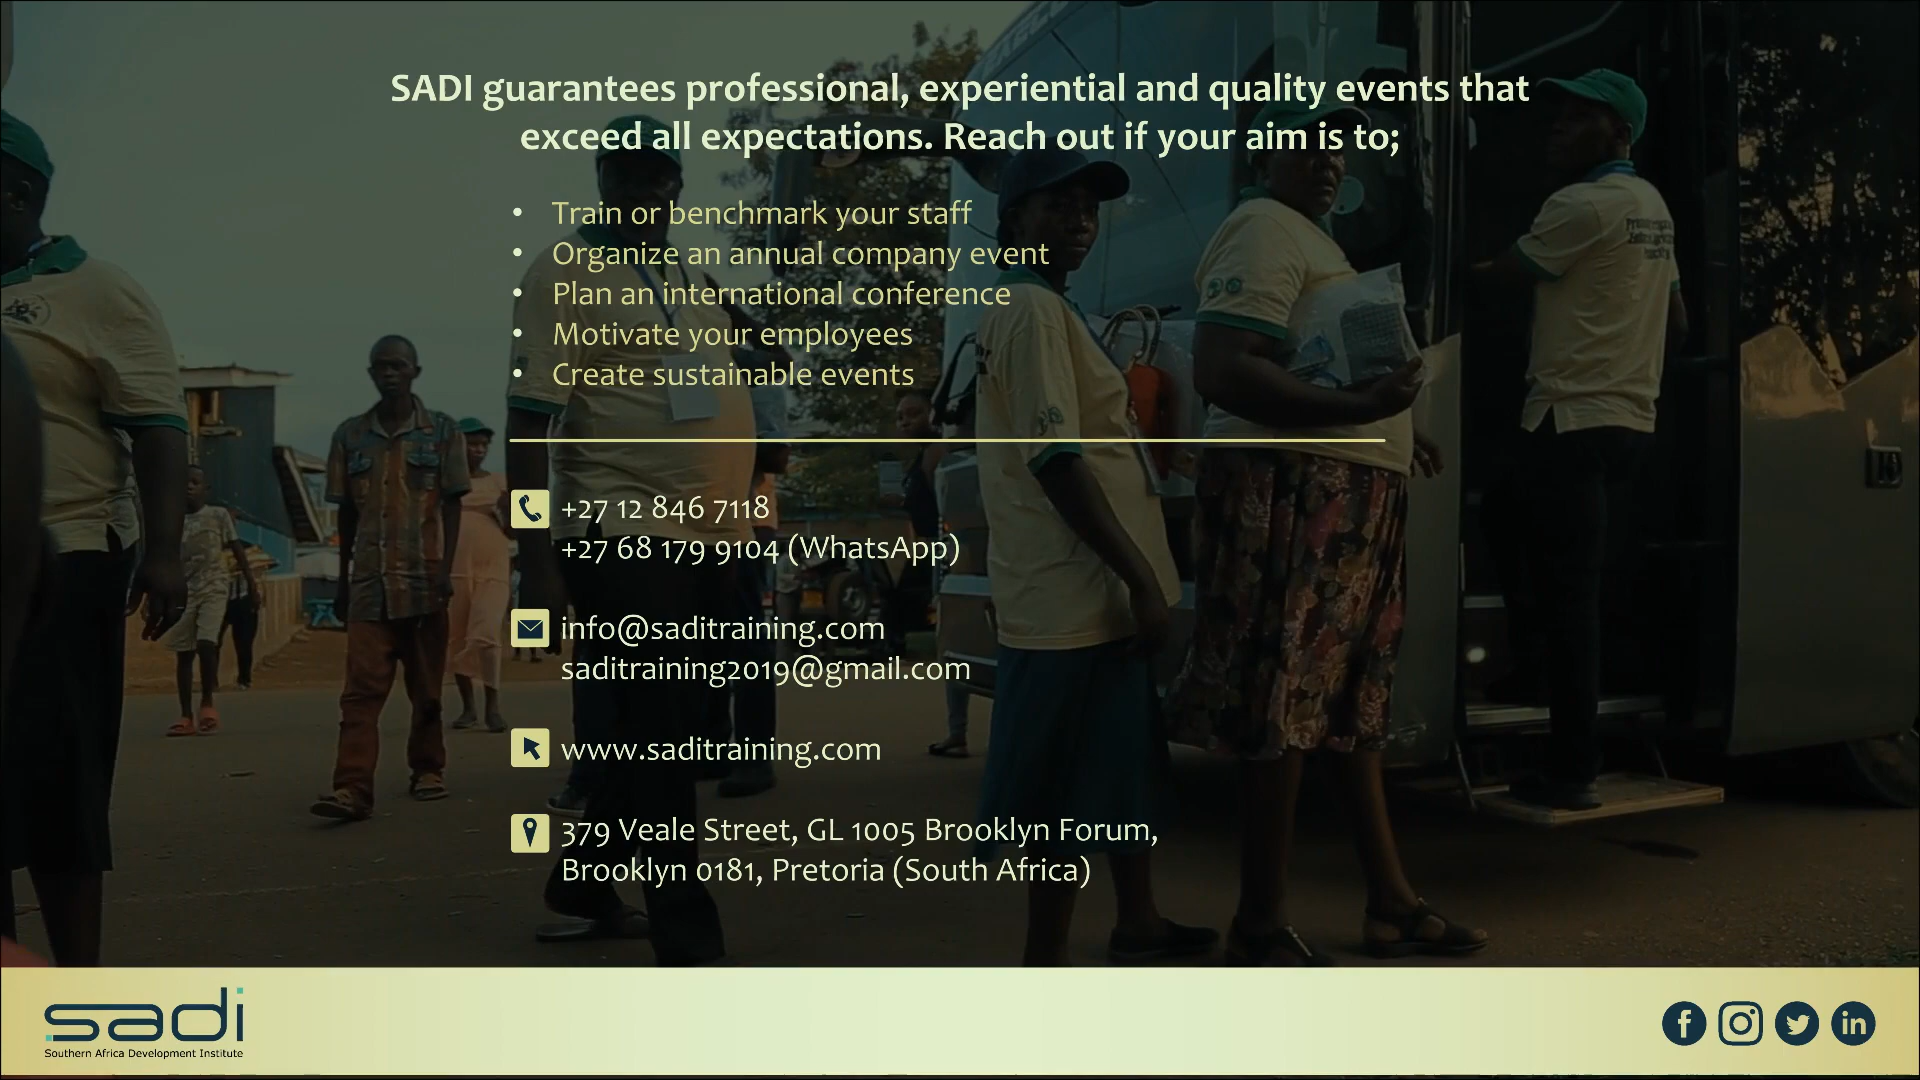 SADI guarantees professional, experiential and quality events that
exceed all expectations. Reach out if your aim is to;
• Train or benchmark your staff
• Organize an annual company event
• Plan an international conference
• Motivate your employees
• Create sustainable events
+27 12 846 7118
+27 68 179 9104 (WhatsApp)
info@saditraining.com
saditraining2019@gmail.com
www.saditraining.com
379 Veale Street, GL 1005 Brooklyn Forum,
Brooklyn 0181, Pretoria (South Africa)
sadi
Southern Africa Development Institute